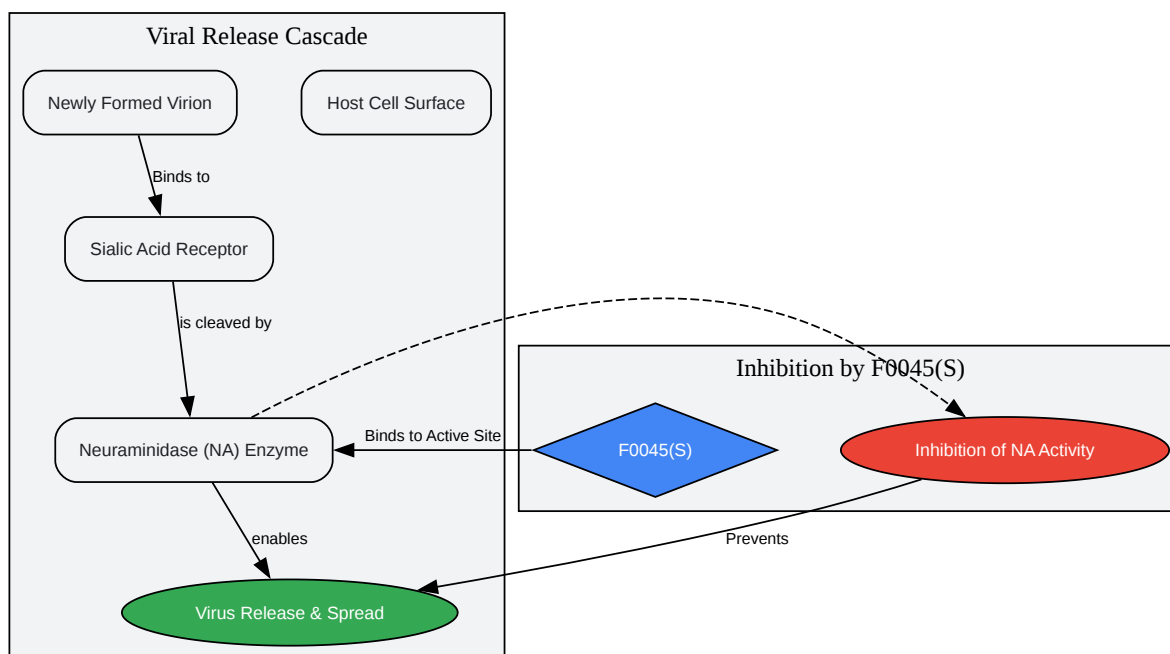 Viral Release Cascade
Newly Formed Virion
Host Cell Surface
Binds to
Sialic Acid Receptor
is cleaved by
Inhibition by F0045(S)
Neuraminidase (NA) Enzyme
Binds to Active Site
F0045(S)
Inhibition of NA Activity
enables
Prevents
Virus Release & Spread